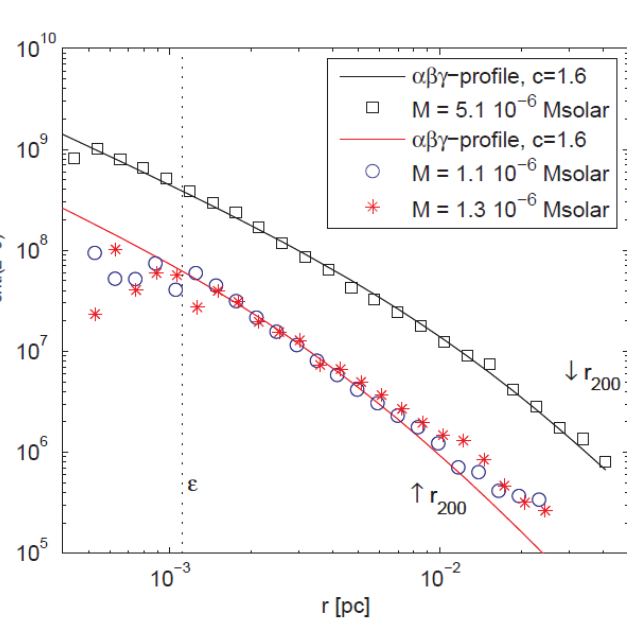 10^10
10^9
10^8
10^7
10^6
10^5
αβγ−profile, c=1.6
M = 5.1 10^−6 Msolar
αβγ−profile, c=1.6
M = 1.1 10^−6 Msolar
M = 1.3 10^−6 Msolar
↓ r_200
ε
↑ r_200
10^−3
10^−2
r [pc]